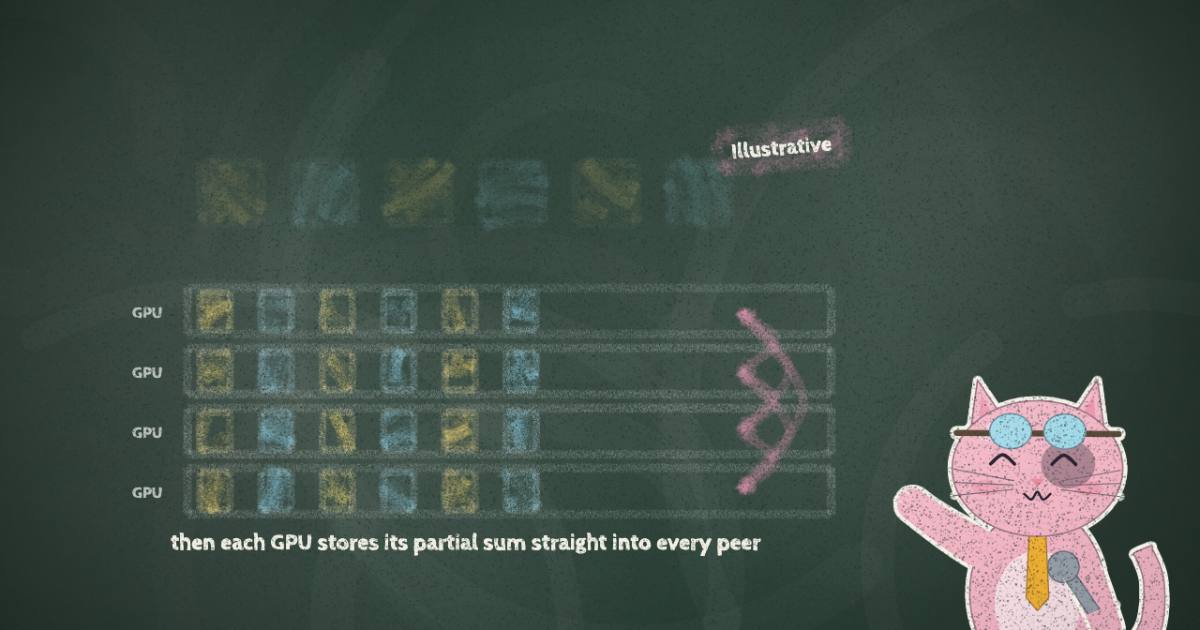 Illustrative
GPU
GPU
GPU
GPU
then each GPU stores its partial sum straight into every peer